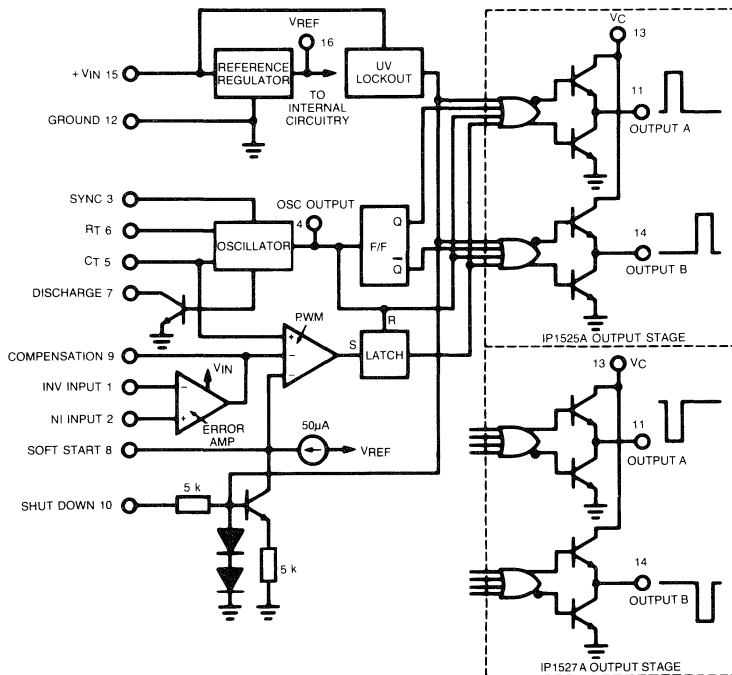 VREF
16
+ VIN 15
REFERENCE
REGULATOR
UV
LOCKOUT
TO
INTERNAL
CIRCUITRY
GROUND 12
VC
13
11
OUTPUT A
SYNC 3
OSC OUTPUT
4
RT 6
OSCILLATOR
CT 5
F/F
Q
Q̅
14
OUTPUT B
DISCHARGE 7
PWM
+
−
−
S
R
LATCH
IP1525A OUTPUT STAGE
COMPENSATION 9
VIN
INV INPUT 1
−
NI INPUT 2
+
ERROR
AMP
50µA
SOFT START 8
VREF
SHUT DOWN 10
5 k
5 k
13
VC
11
OUTPUT A
14
OUTPUT B
IP1527A OUTPUT STAGE